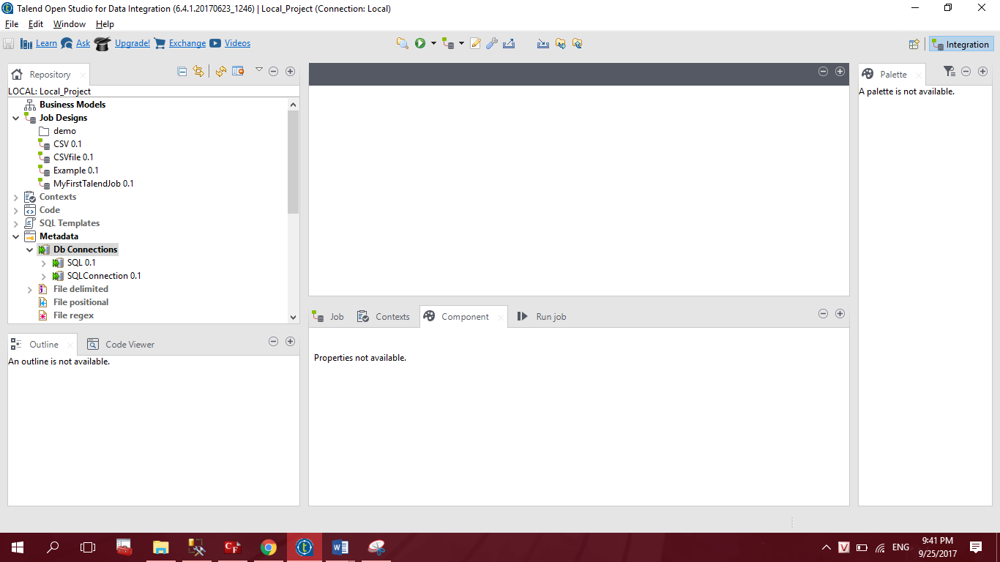 Talend Open Studio for Data Integration (6.4.1.20170623_1246) | Local_Project (Connection: Local)
File Edit Window Help
Learn Ask Upgrade! Exchange Videos
Integration
Repository
LOCAL: Local_Project
Business Models
Job Designs
demo
CSV 0.1
CSVfile 0.1
Example 0.1
MyFirstTalendJob 0.1
Contexts
Code
SQL Templates
Metadata
Db Connections
SQL 0.1
SQLConnection 0.1
File delimited
File positional
File regex
Outline Code Viewer
An outline is not available.
Job Contexts Component Run job
Properties not available.
Palette
A palette is not available.
ENG
9:41 PM
9/25/2017